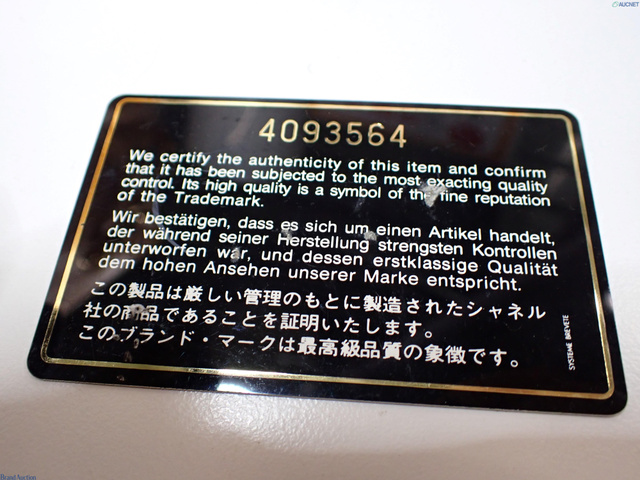 AUCNET
4093564
We certify the authenticity of this item and confirm
that it has been subjected to the most exacting quality
control. Its high quality is a symbol of the fine reputation
of the Trademark.
Wir bestätigen, dass es sich um einen Artikel handelt,
der während seiner Herstellung strengsten Kontrollen
unterworfen war, und dessen erstklassige Qualität
dem hohen Ansehen unserer Marke entspricht.
この製品は厳しい管理のもとに製造されたシャネル
社の商品であることを証明いたします。
このブランド・マークは最高級品質の象徴です。
SYSTEME BREVETE
BrandAuction